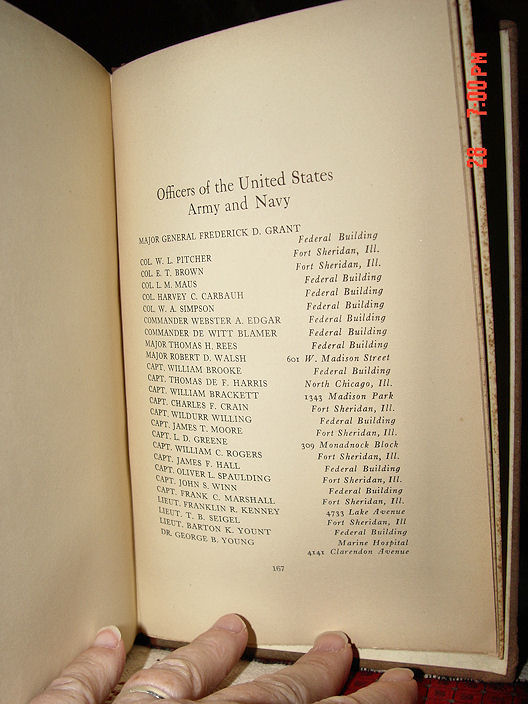 Officers of the United States
Army and Navy
MAJOR GENERAL FREDERICK D. GRANT Federal Building
COL. W. L. PITCHER Fort Sheridan, Ill.
COL. E. T. BROWN Fort Sheridan, Ill.
COL. L. M. MAUS Federal Building
COL. HARVEY C. CARBAUH Federal Building
COL. W. A. SIMPSON Federal Building
COMMANDER WEBSTER A. EDGAR Federal Building
COMMANDER DE WITT BLAMER Federal Building
MAJOR THOMAS H. REES Federal Building
MAJOR ROBERT D. WALSH 601 W. Madison Street
CAPT. WILLIAM BROOKE Federal Building
CAPT. THOMAS DE F. HARRIS North Chicago, Ill.
CAPT. WILLIAM BRACKETT 1343 Madison Park
CAPT. CHARLES F. CRAIN Fort Sheridan, Ill.
CAPT. WILDURR WILLING Federal Building
CAPT. JAMES T. MOORE Fort Sheridan, Ill.
CAPT. L. D. GREENE 309 Monadnock Block
CAPT. WILLIAM C. ROGERS Fort Sheridan, Ill.
CAPT. JAMES F. HALL Federal Building
CAPT. OLIVER L. SPAULDING Fort Sheridan, Ill.
CAPT. JOHN S. WINN Federal Building
CAPT. FRANK C. MARSHALL Fort Sheridan, Ill.
LIEUT. FRANKLIN R. KENNEY 4733 Lake Avenue
LIEUT. T. B. SEIGEL Fort Sheridan, Ill
LIEUT. BARTON K. YOUNT Federal Building
DR. GEORGE B. YOUNG Marine Hospital
4141 Clarendon Avenue
167
28 7:00 PM